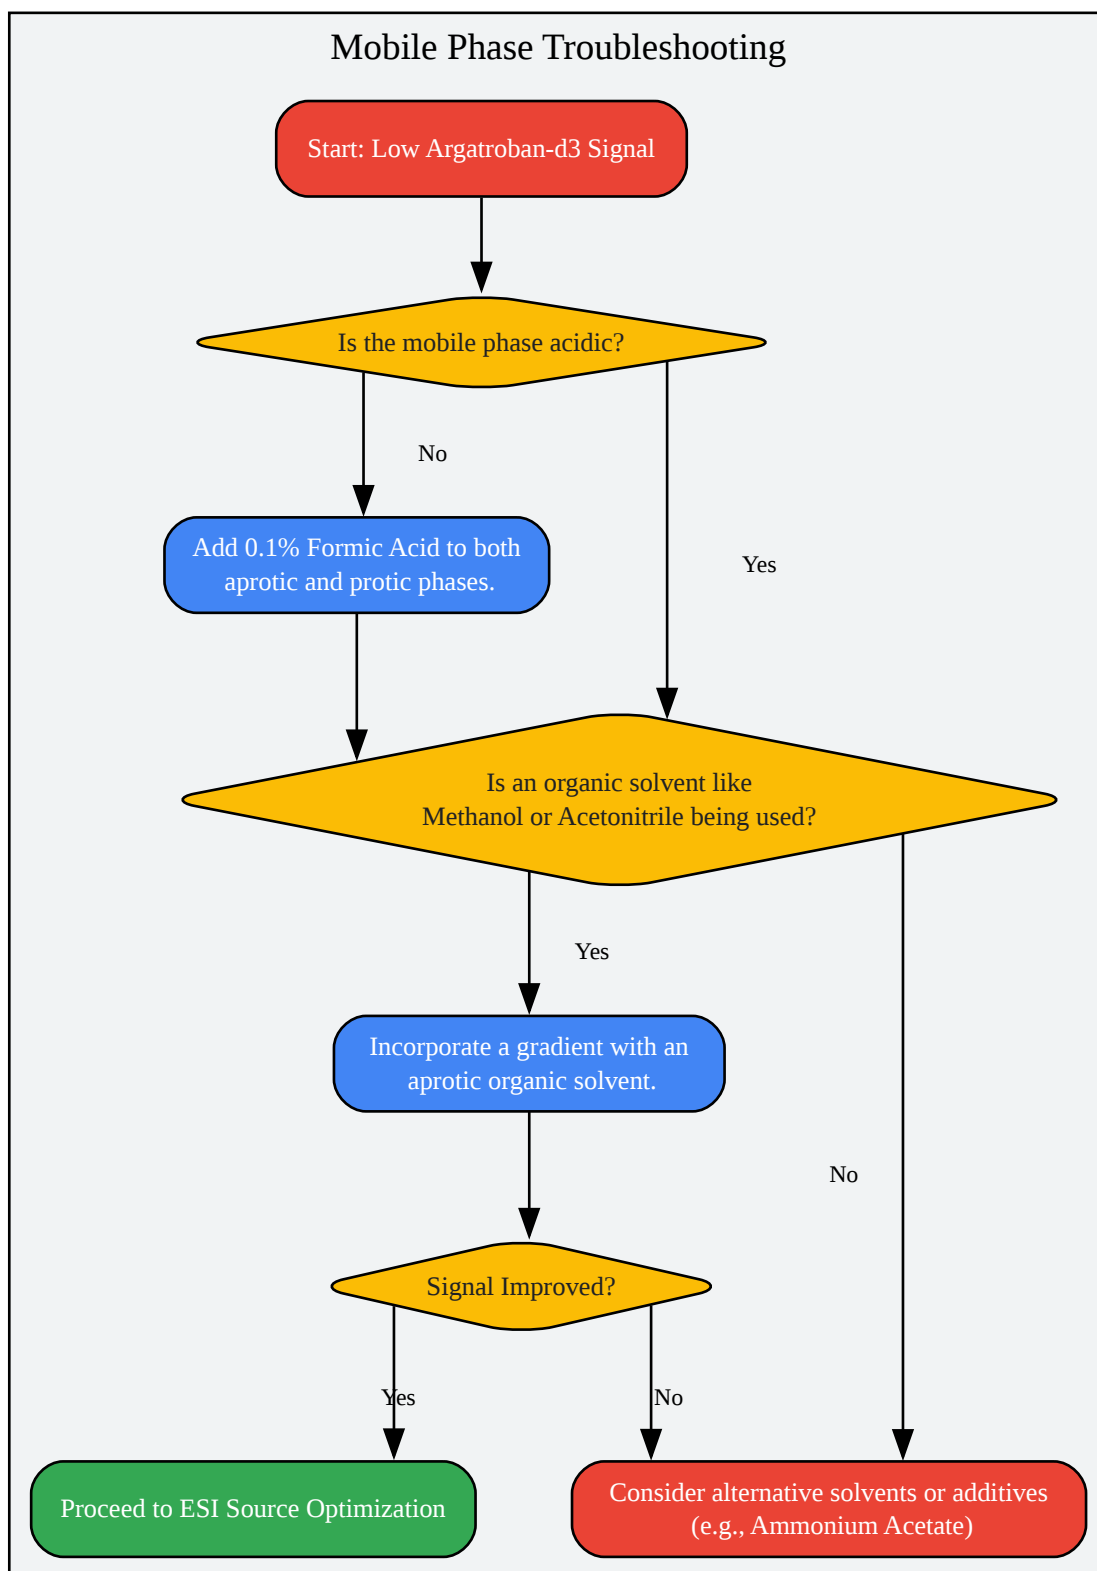 Mobile Phase Troubleshooting
Start: Low Argatroban-d3 Signal
Is the mobile phase acidic?
No
Add 0.1% Formic Acid to both
aprotic and protic phases.
Yes
Is an organic solvent like
Methanol or Acetonitrile being used?
Yes
Incorporate a gradient with an
aprotic organic solvent.
No
Signal Improved?
Yes
No
Proceed to ESI Source Optimization
Consider alternative solvents or additives
(e.g., Ammonium Acetate)